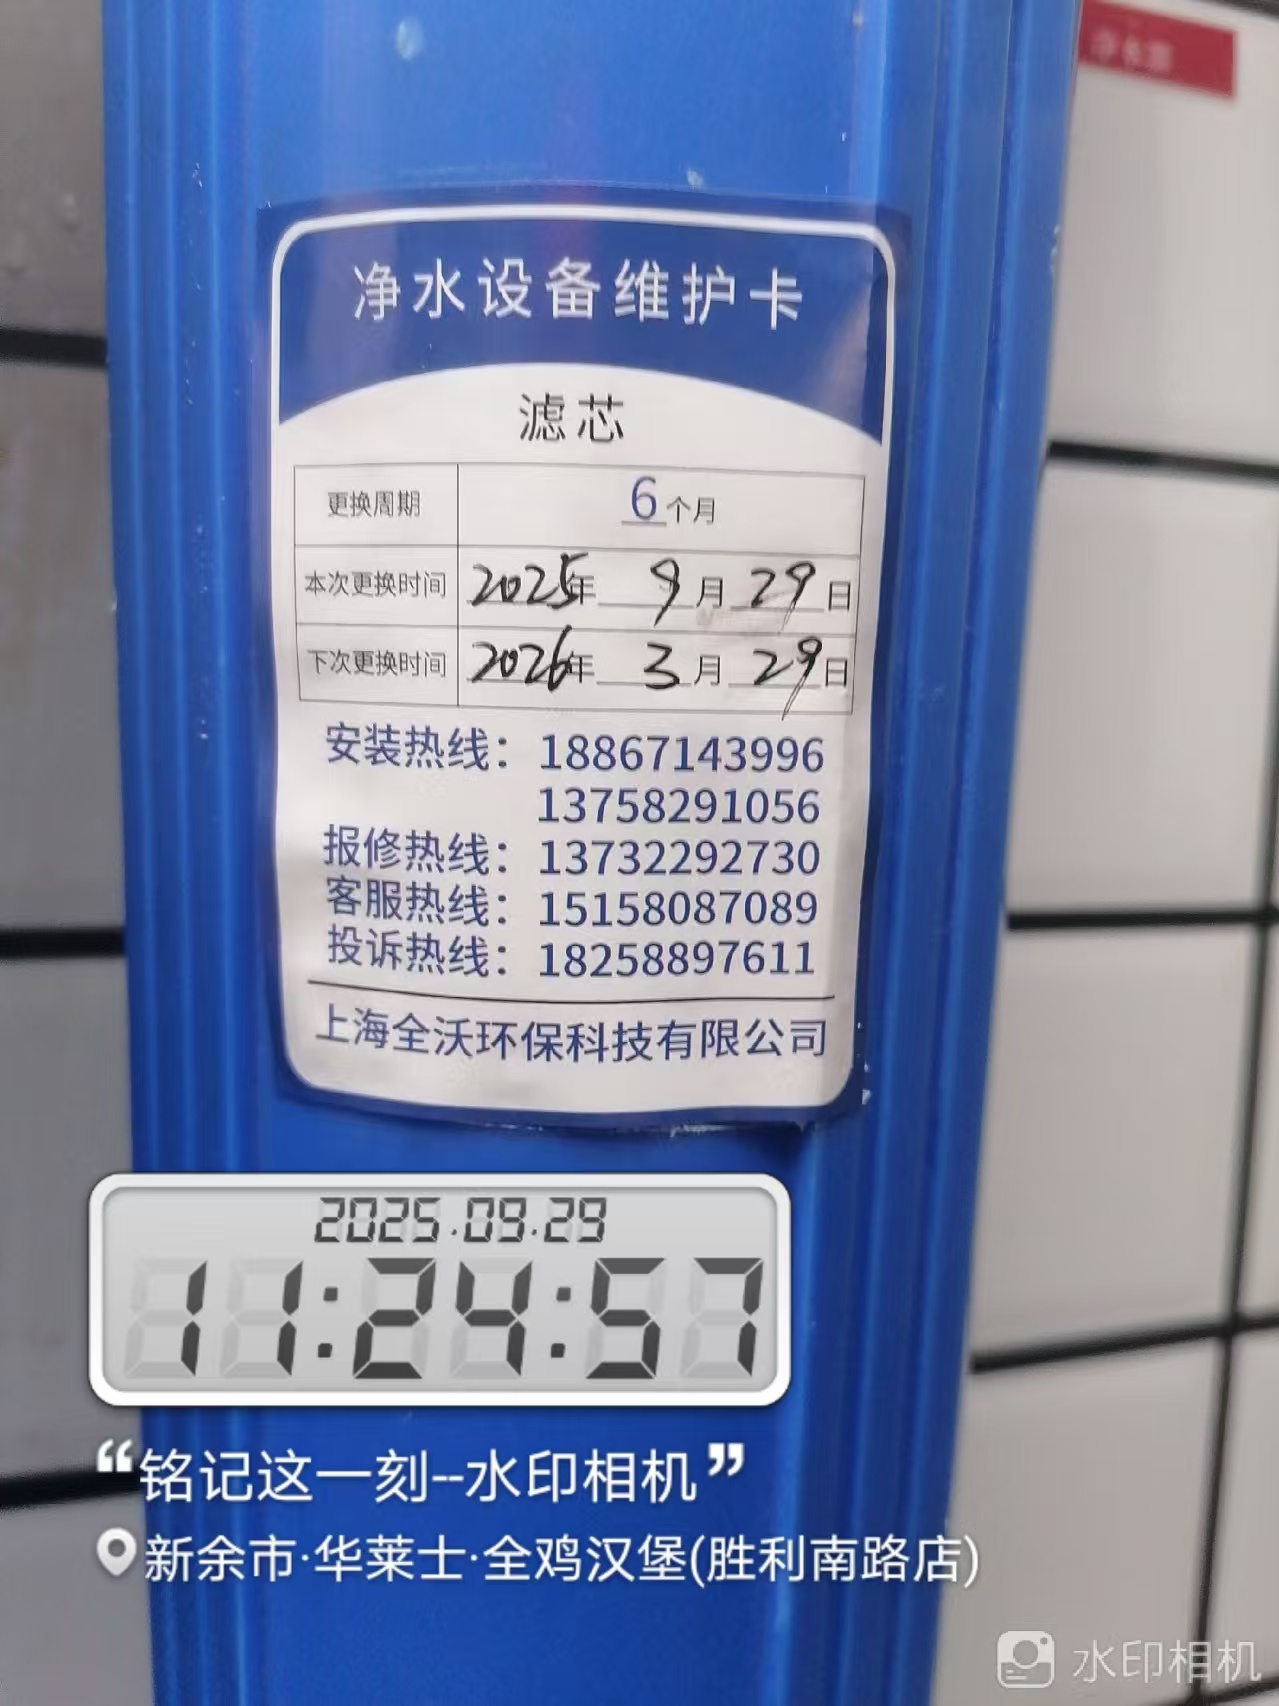 净水器
净水设备维护卡
滤芯
更换周期 6个月
本次更换时间 2025年 9月 29日
下次更换时间 2026年 3月 29日
安装热线：18867143996
13758291056
报修热线：13732292730
客服热线：15158087089
投诉热线：18258897611
上海全沃环保科技有限公司
2025.09.29
11:24:57
“铭记这一刻--水印相机”
新余市·华莱士·全鸡汉堡(胜利南路店)
水印相机